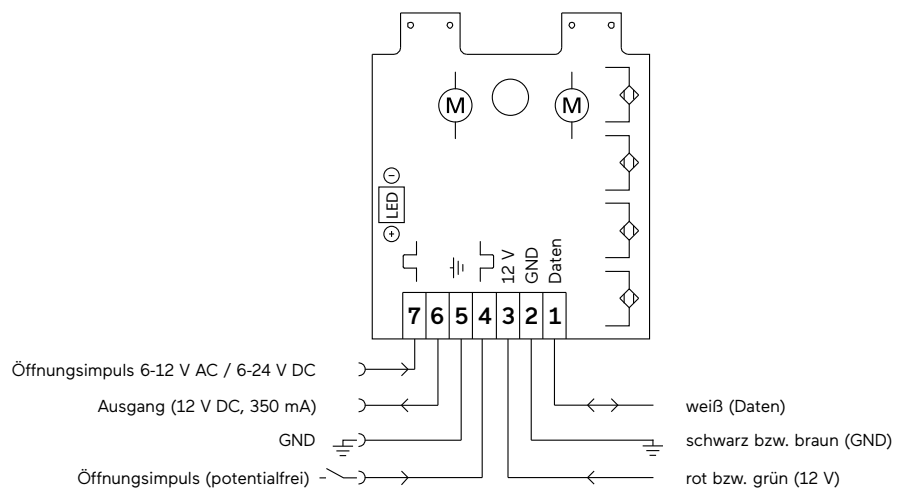 M
M
LED
12 V
GND
Daten
7 6 5 4 3 2 1
Öffnungsimpuls 6-12 V AC / 6-24 V DC
Ausgang (12 V DC, 350 mA)
weiß (Daten)
GND
schwarz bzw. braun (GND)
Öffnungsimpuls (potentialfrei)
rot bzw. grün (12 V)